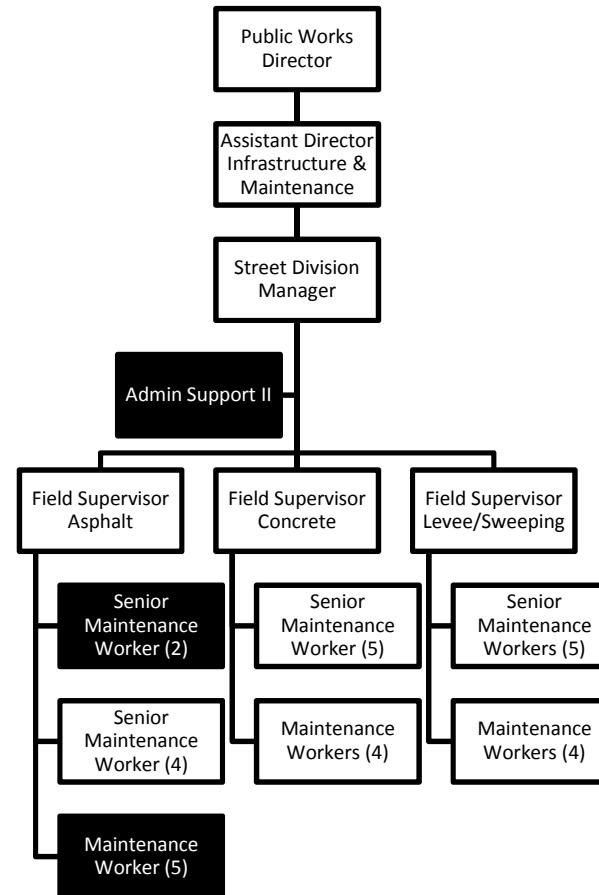 Public Works
Director
Assistant Director
Infrastructure &
Maintenance
Street Division
Manager
Admin Support II
Field Supervisor
Asphalt
Field Supervisor
Concrete
Field Supervisor
Levee/Sweeping
Senior
Maintenance
Worker (2)
Senior
Maintenance
Worker (5)
Senior
Maintenance
Workers (5)
Senior
Maintenance
Worker (4)
Maintenance
Workers (4)
Maintenance
Workers (4)
Maintenance
Worker (5)